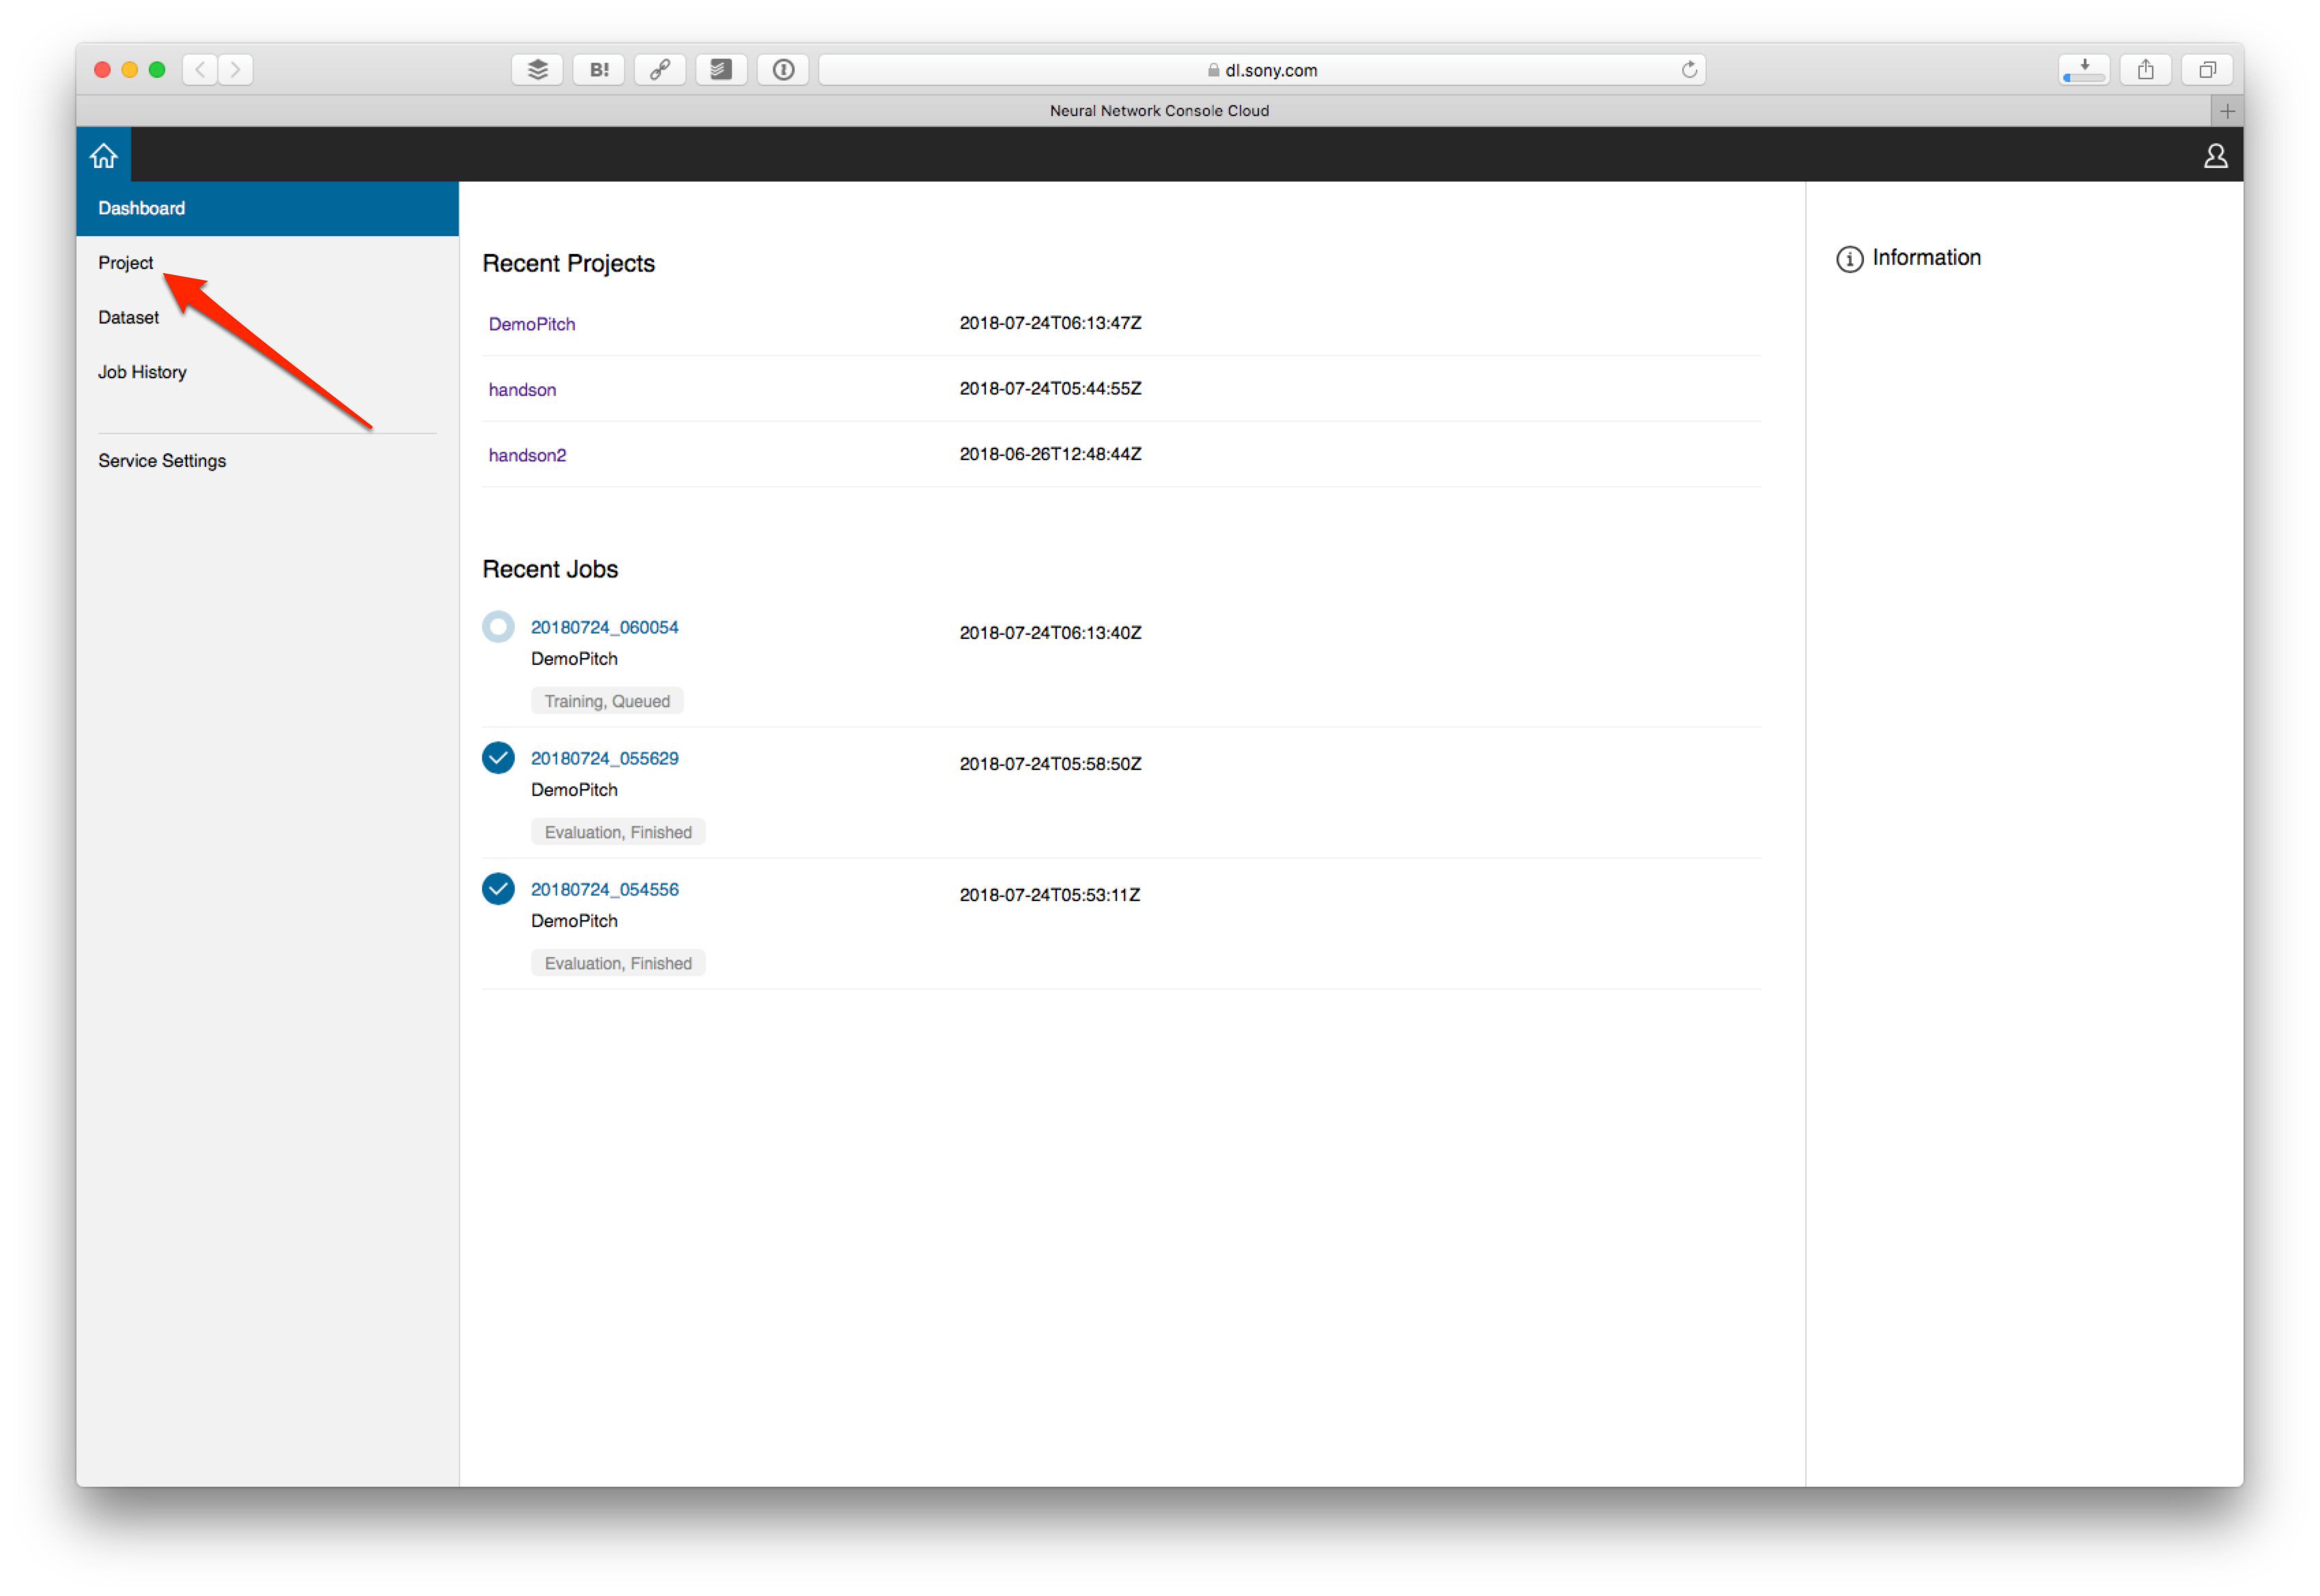 B!
dl.sony.com
Neural Network Console Cloud
Dashboard
Project
Dataset
Job History
Service Settings
Recent Projects
DemoPitch 2018-07-24T06:13:47Z
handson 2018-07-24T05:44:55Z
handson2 2018-06-26T12:48:44Z
Recent Jobs
20180724_060054 2018-07-24T06:13:40Z
DemoPitch
Training, Queued
20180724_055629 2018-07-24T05:58:50Z
DemoPitch
Evaluation, Finished
20180724_054556 2018-07-24T05:53:11Z
DemoPitch
Evaluation, Finished
Information